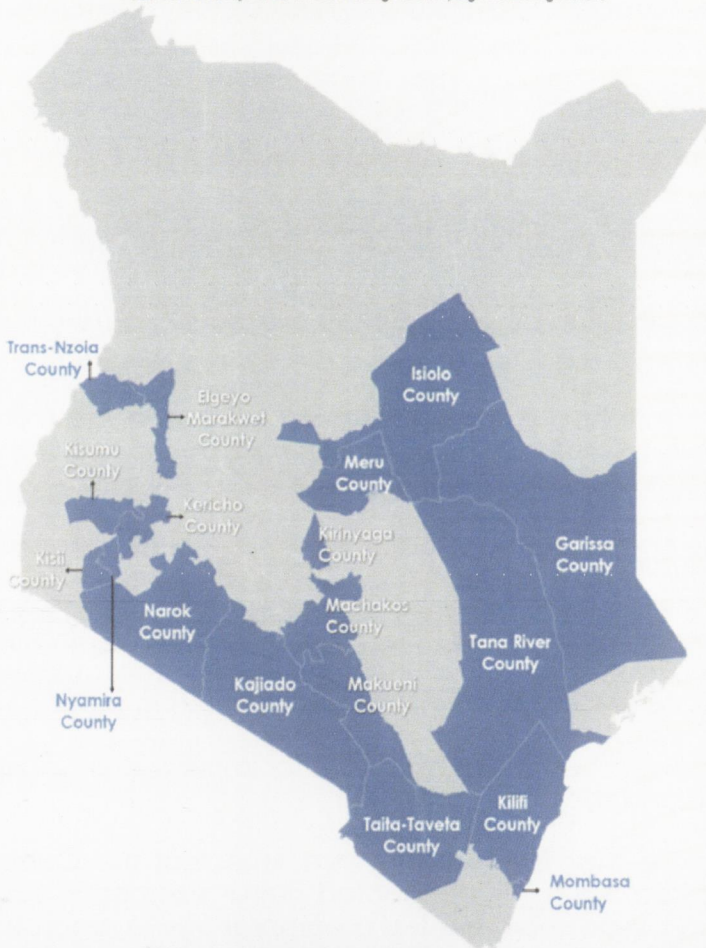 Trans-Nzoia
County
Isiolo
County
Elgeyo
Marakwet
County
Kisumu
County
Meru
County
Kericho
County
Kirinyaga
County
Garissa
County
Kisii
County
Narok
County
Machakos
County
Tana River
County
Kajiado
County
Makueni
County
Nyamira
County
Kilifi
County
Taita-Taveta
County
Mombasa
County